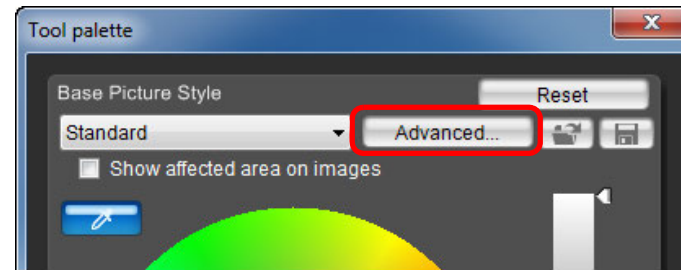 Tool palette
Base Picture Style
Reset
Standard
Advanced...
Show affected area on images